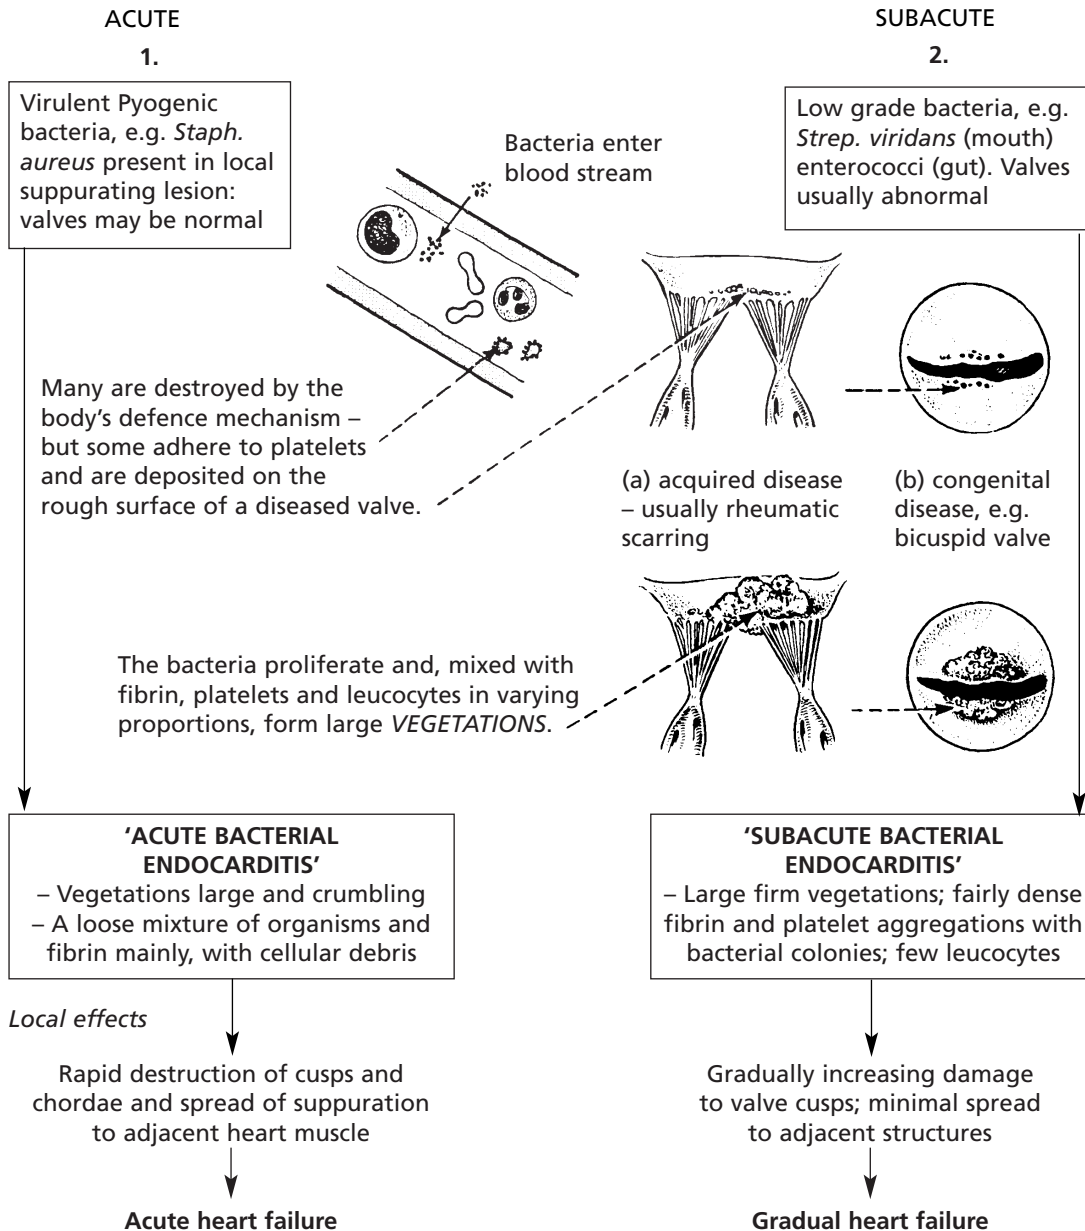 ACUTE
1.
Virulent Pyogenic
bacteria, e.g. Staph.
aureus present in local
suppurating lesion:
valves may be normal
Bacteria enter
blood stream
SUBACUTE
2.
Low grade bacteria, e.g.
Strep. viridans (mouth)
enterococci (gut). Valves
usually abnormal
Many are destroyed by the
body’s defence mechanism –
but some adhere to platelets
and are deposited on the
rough surface of a diseased valve.
(a) acquired disease
– usually rheumatic
scarring
(b) congenital
disease, e.g.
bicuspid valve
The bacteria proliferate and, mixed with
fibrin, platelets and leucocytes in varying
proportions, form large VEGETATIONS.
‘ACUTE BACTERIAL
ENDOCARDITIS’
– Vegetations large and crumbling
– A loose mixture of organisms and
fibrin mainly, with cellular debris
‘SUBACUTE BACTERIAL
ENDOCARDITIS’
– Large firm vegetations; fairly dense
fibrin and platelet aggregations with
bacterial colonies; few leucocytes
Local effects
Rapid destruction of cusps and
chordae and spread of suppuration
to adjacent heart muscle
Acute heart failure
Gradually increasing damage
to valve cusps; minimal spread
to adjacent structures
Gradual heart failure